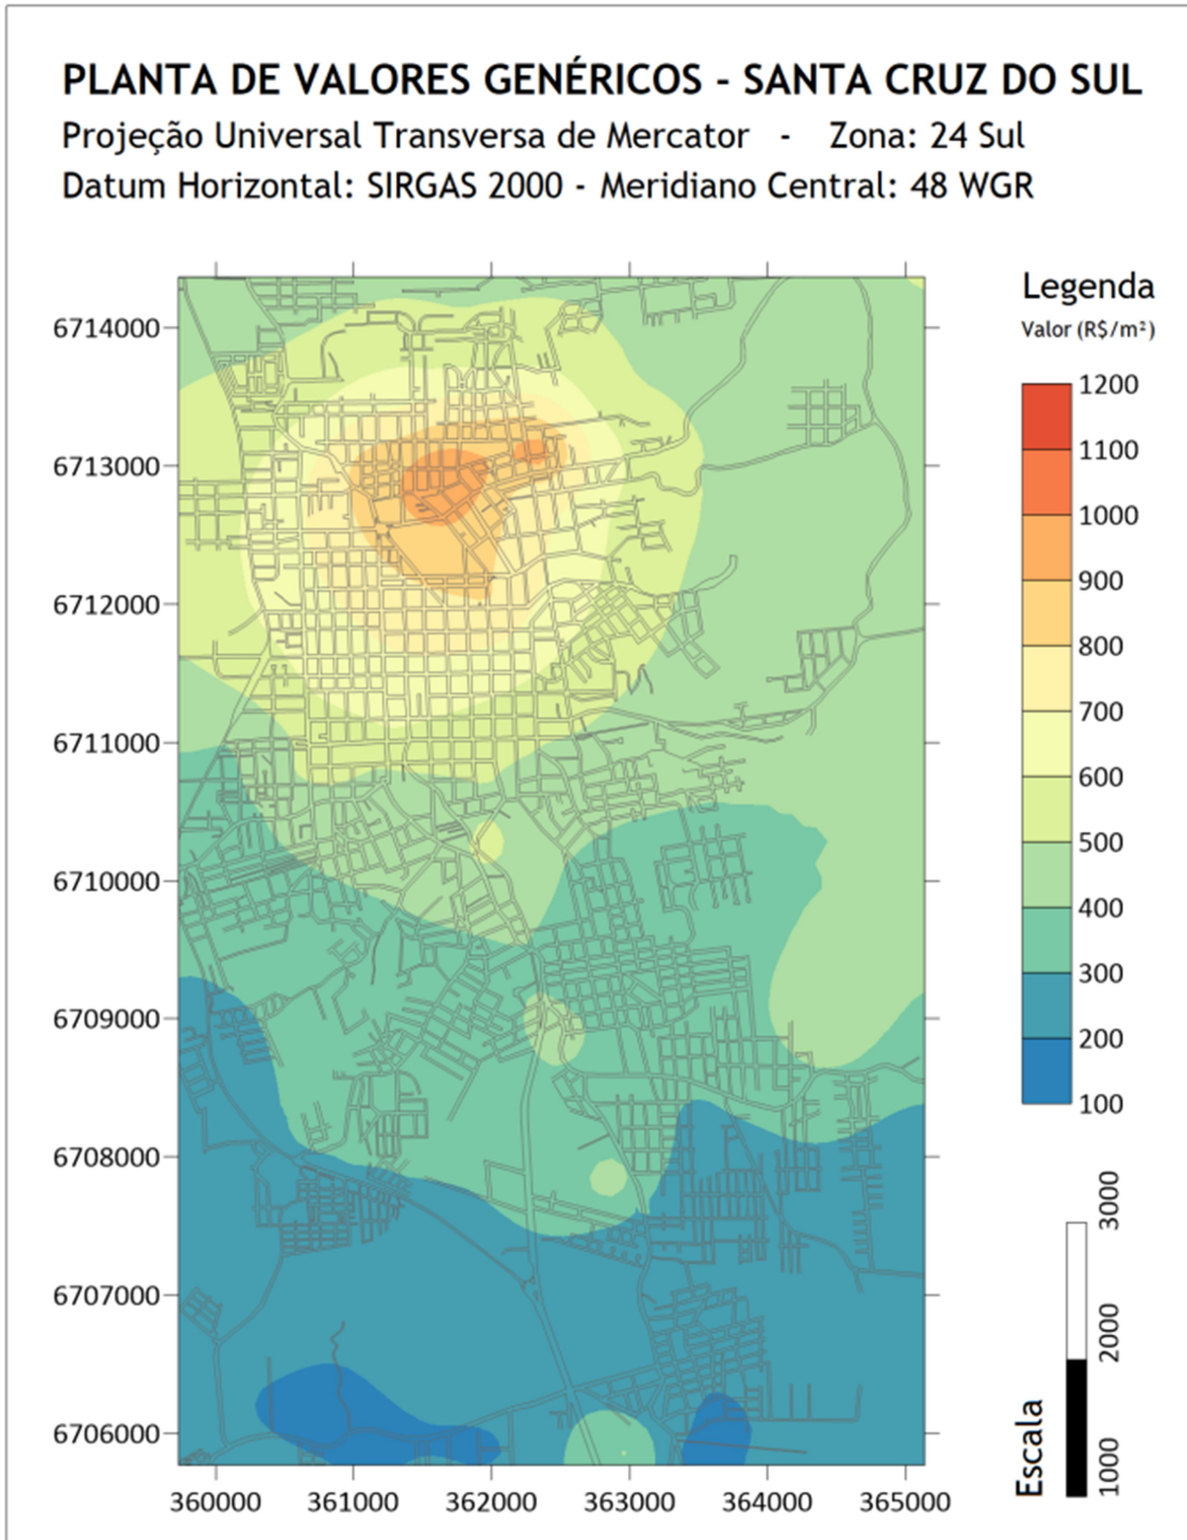 PLANTA DE VALORES GENÉRICOS - SANTA CRUZ DO SUL
Projeção Universal Transversa de Mercator - Zona: 24 Sul
Datum Horizontal: SIRGAS 2000 - Meridiano Central: 48 WGR
Legenda
Valor (R$/m²)
1200
1100
1000
900
800
700
600
500
400
300
200
100
6714000
6713000
6712000
6711000
6710000
6709000
6708000
6707000
6706000
360000 361000 362000 363000 364000 365000
Escala
1000 2000 3000